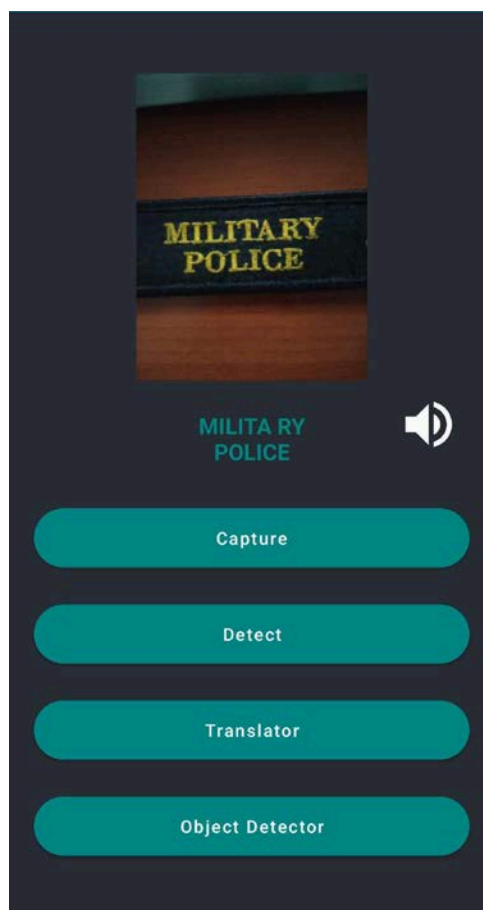 MILITARY
POLICE
MILITA RY
POLICE
Capture
Detect
Translator
Object Detector